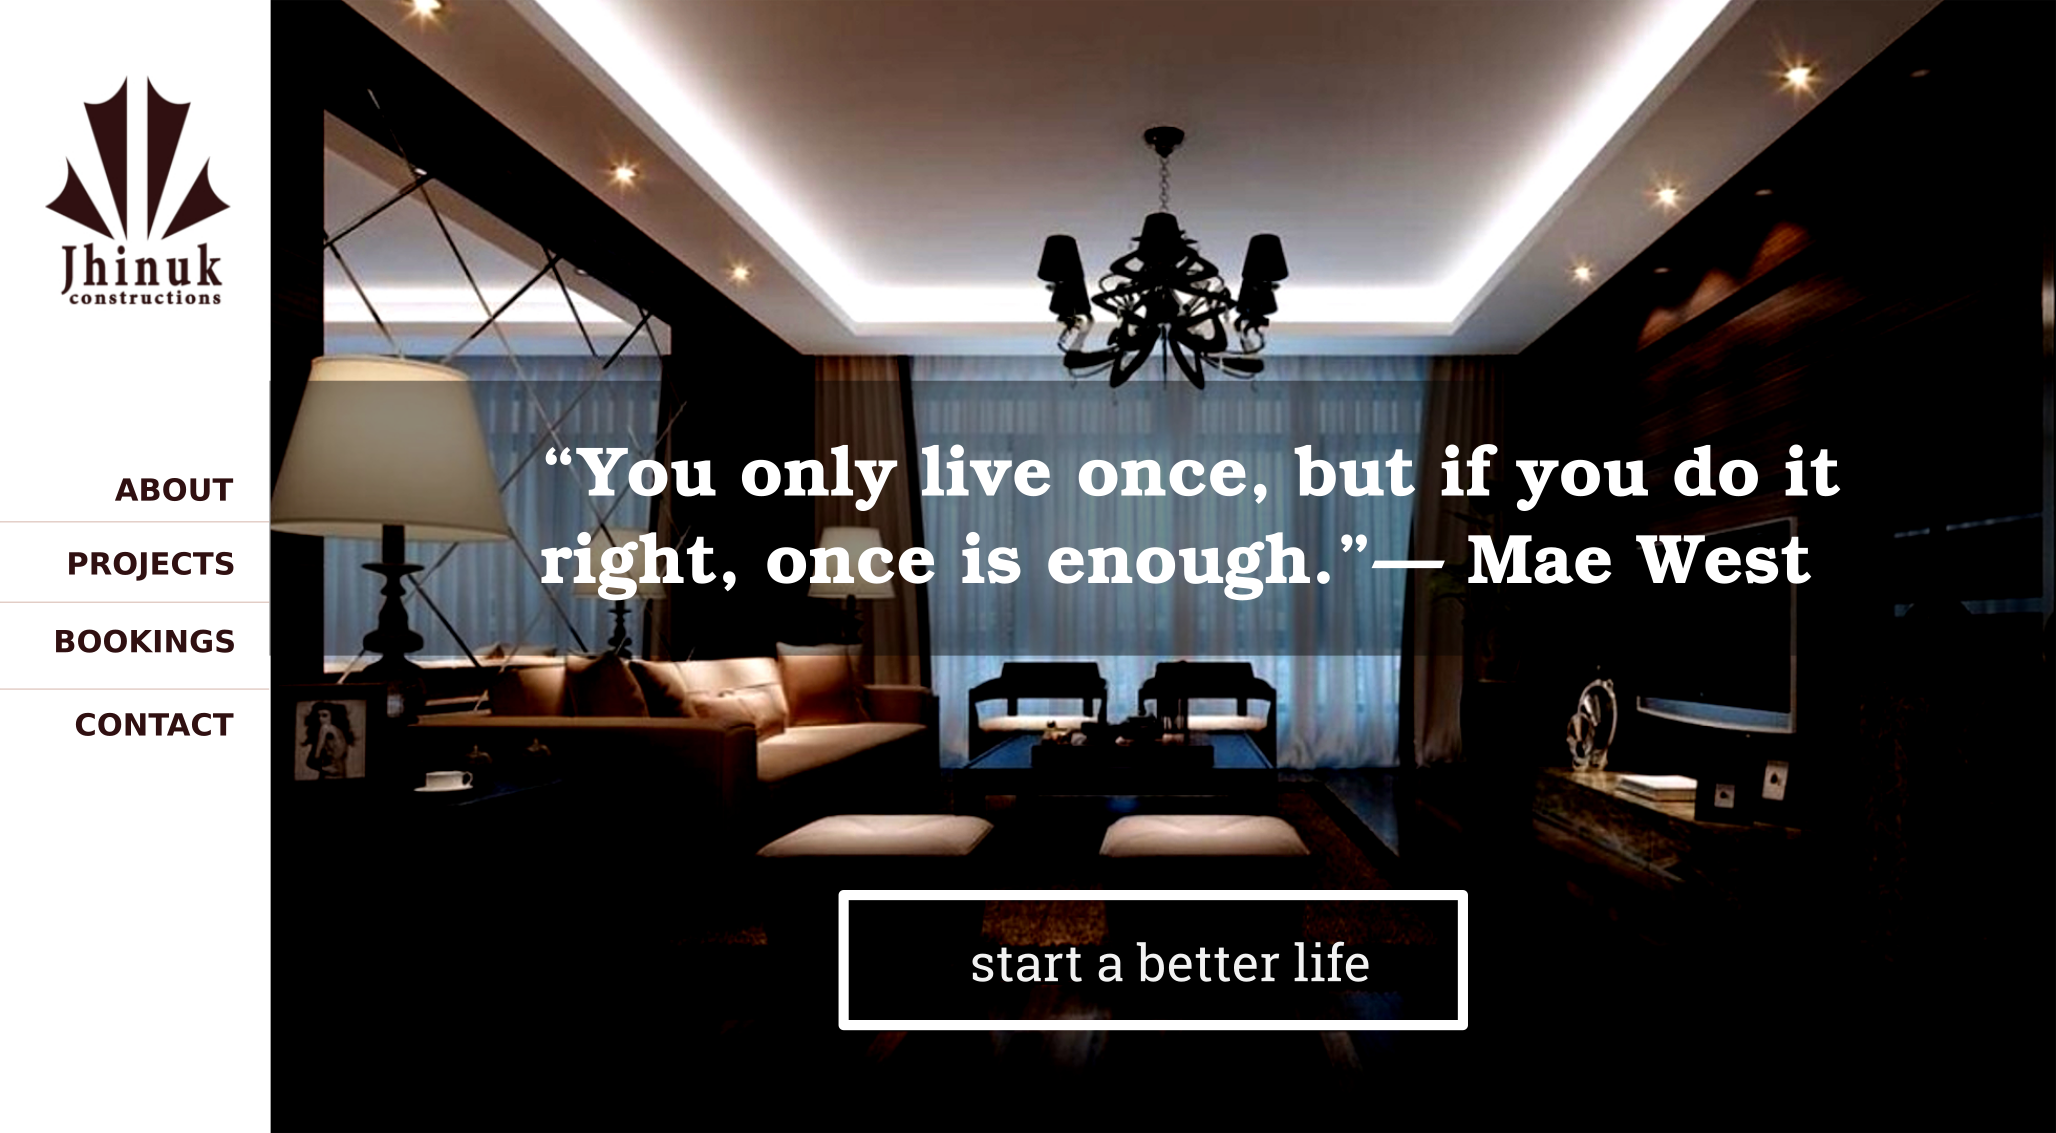 Jhinuk
constructions
ABOUT
PROJECTS
BOOKINGS
CONTACT
“You only live once, but if you do it
right, once is enough.”— Mae West
start a better life